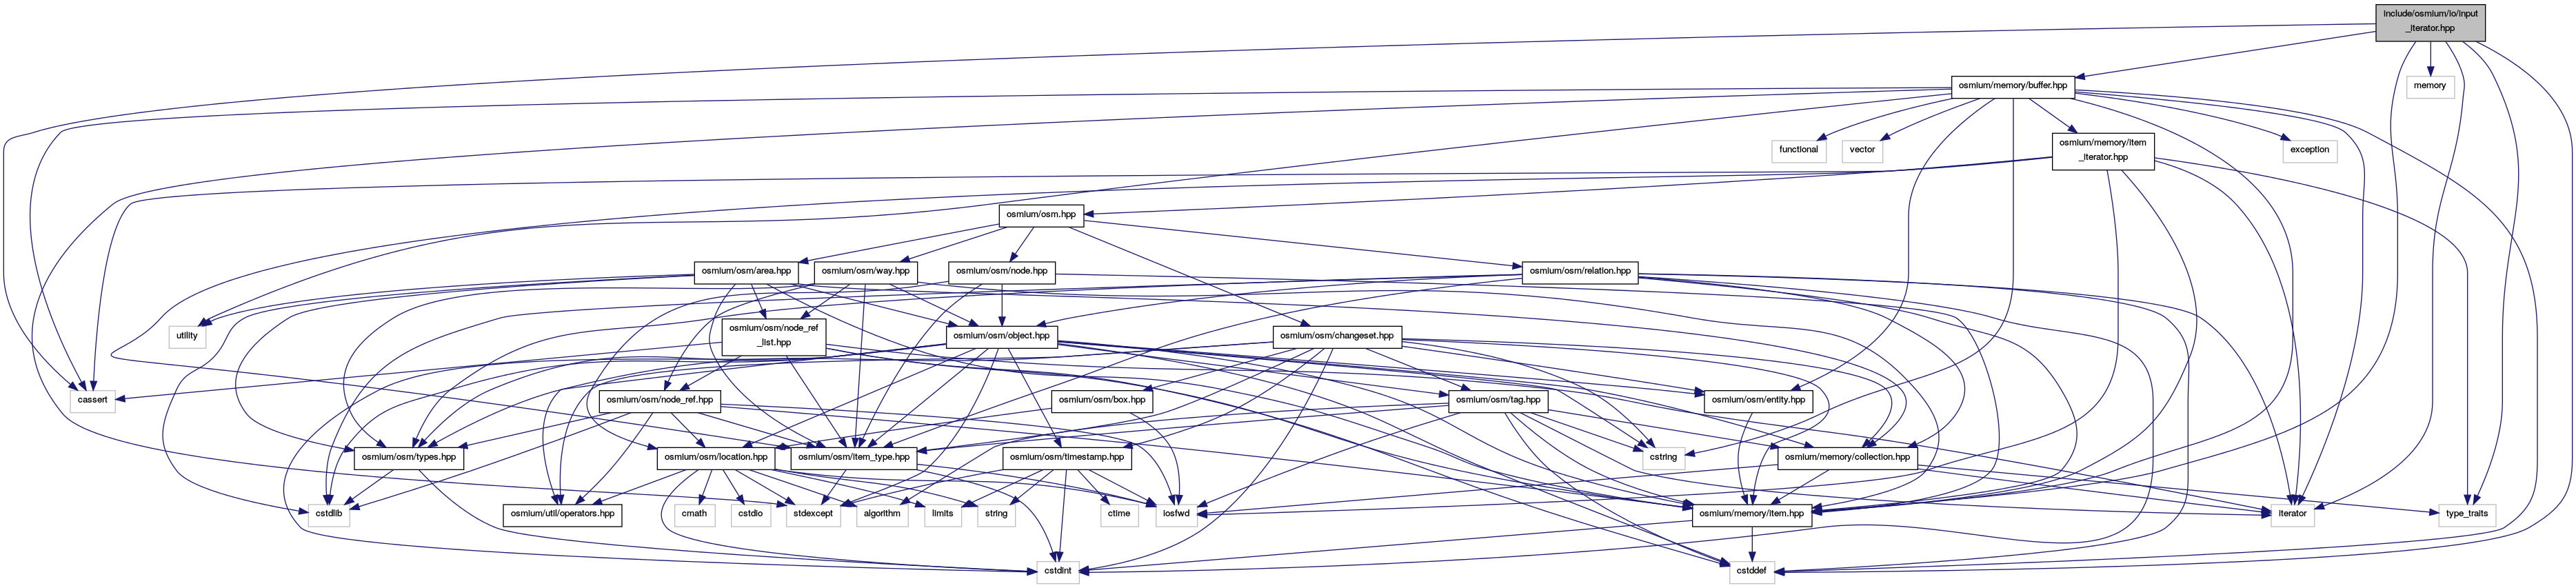 include/osmium/io/input
_iterator.hpp
osmium/memory/buffer.hpp
memory
functional
vector
osmium/memory/item
_iterator.hpp
exception
osmium/osm.hpp
osmium/osm/area.hpp
osmium/osm/way.hpp
osmium/osm/node.hpp
osmium/osm/relation.hpp
utility
osmium/osm/node_ref
_list.hpp
osmium/osm/object.hpp
osmium/osm/changeset.hpp
cassert
osmium/osm/node_ref.hpp
osmium/osm/box.hpp
osmium/osm/tag.hpp
osmium/osm/entity.hpp
osmium/osm/types.hpp
osmium/osm/location.hpp
osmium/osm/item_type.hpp
osmium/osm/timestamp.hpp
cstring
osmium/memory/collection.hpp
cstdlib
osmium/util/operators.hpp
cmath
cstdio
stdexcept
algorithm
limits
string
ctime
iosfwd
osmium/memory/item.hpp
iterator
type_traits
cstdint
cstddef